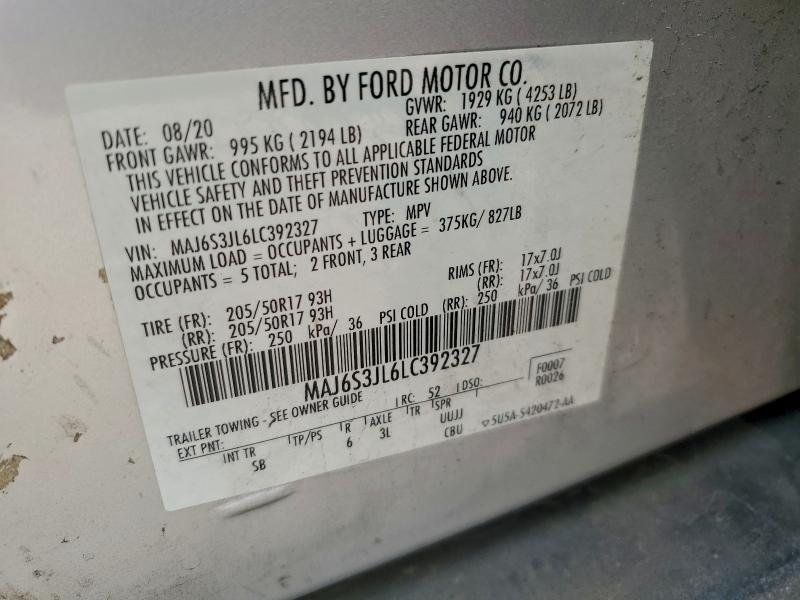 MFD. BY FORD MOTOR CO.
DATE: 08/20 GVWR: 1929 KG ( 4253 LB)
FRONT GAWR: 995 KG ( 2194 LB) REAR GAWR: 940 KG ( 2072 LB)
THIS VEHICLE CONFORMS TO ALL APPLICABLE FEDERAL MOTOR
VEHICLE SAFETY AND THEFT PREVENTION STANDARDS
IN EFFECT ON THE DATE OF MANUFACTURE SHOWN ABOVE.
VIN: MAJ6S3JL6LC392327 TYPE: MPV
MAXIMUM LOAD = OCCUPANTS + LUGGAGE = 375KG/ 827LB
OCCUPANTS = 5 TOTAL; 2 FRONT, 3 REAR
TIRE (FR): 205/50R17 93H RIMS (FR): 17x7.0J
(RR): 205/50R17 93H (RR): 17x7.0J
PRESSURE (FR): 250 kPa/ 36 PSI COLD (RR): 250 kPa/ 36 PSI COLD
MAJ6S3JL6LC392327
TRAILER TOWING - SEE OWNER GUIDE F0007
EXT PNT: RC: 52 DSO: R0026
INT TR TP/PS R AXLE TR SPR
SB 6 3L UUJJ
CBU 5U5A-S420472-AA